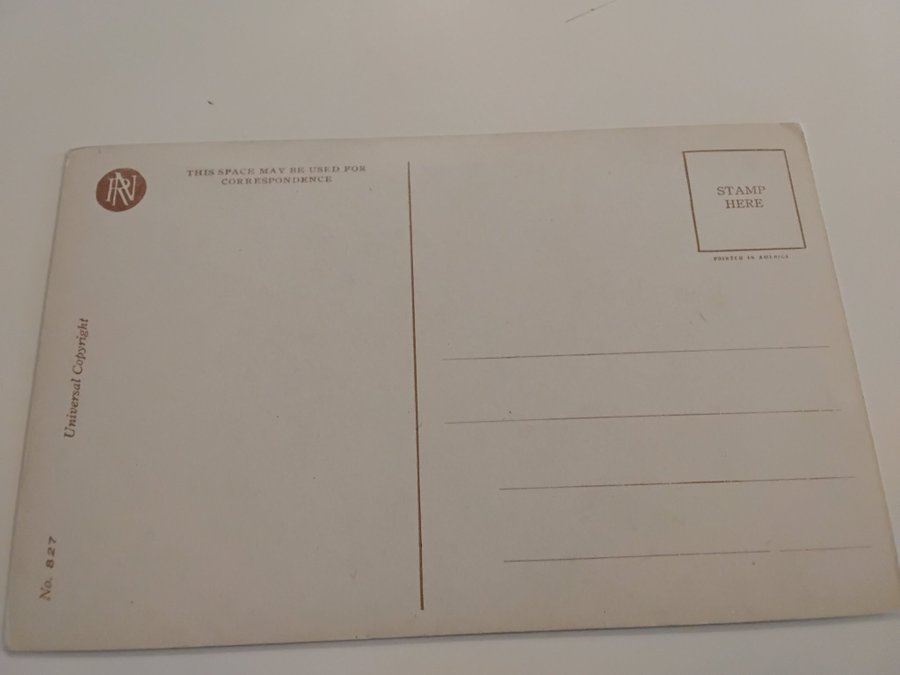 THIS SPACE MAY BE USED FOR
CORRESPONDENCE
STAMP
HERE
PRINTED IN AMERICA
Universal Copyright
No. 827